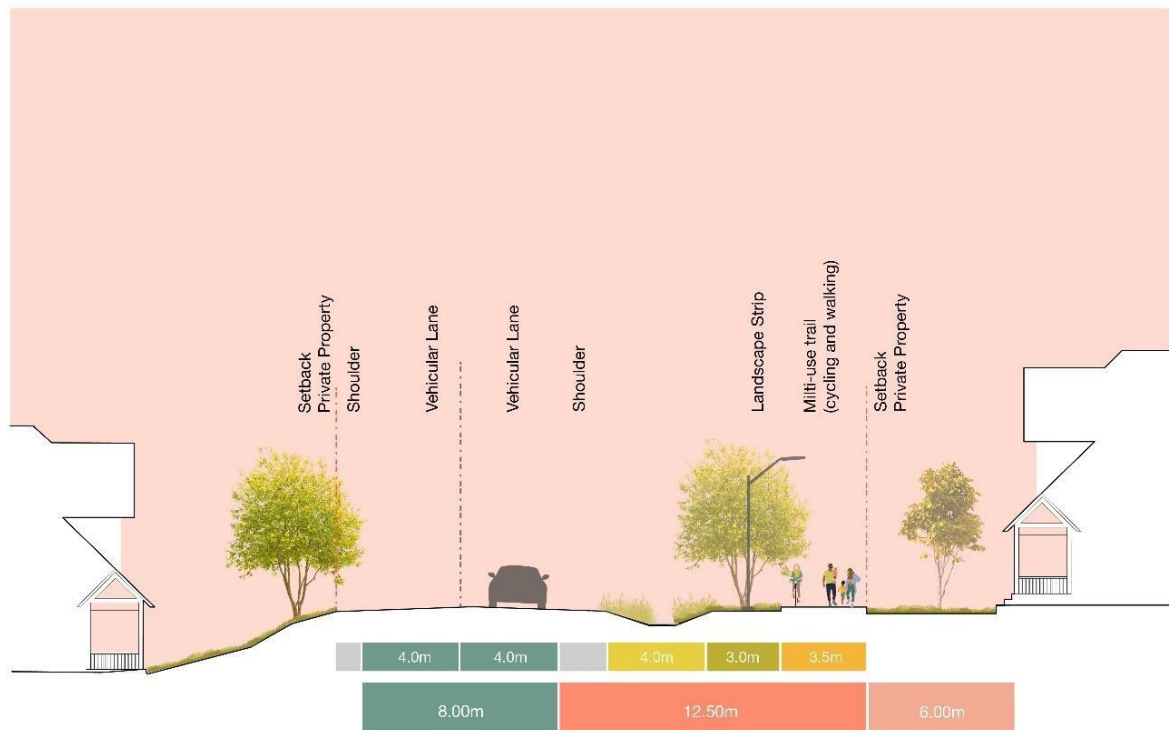 Setback
Private Property
Shoulder
Vehicular Lane
Vehicular Lane
Shoulder
Landscape Strip
Milti-use trail
(cycling and walking)
Setback
Private Property
4.0m
4.0m
4.0m
3.0m
3.5m
8.00m
12.50m
6.00m